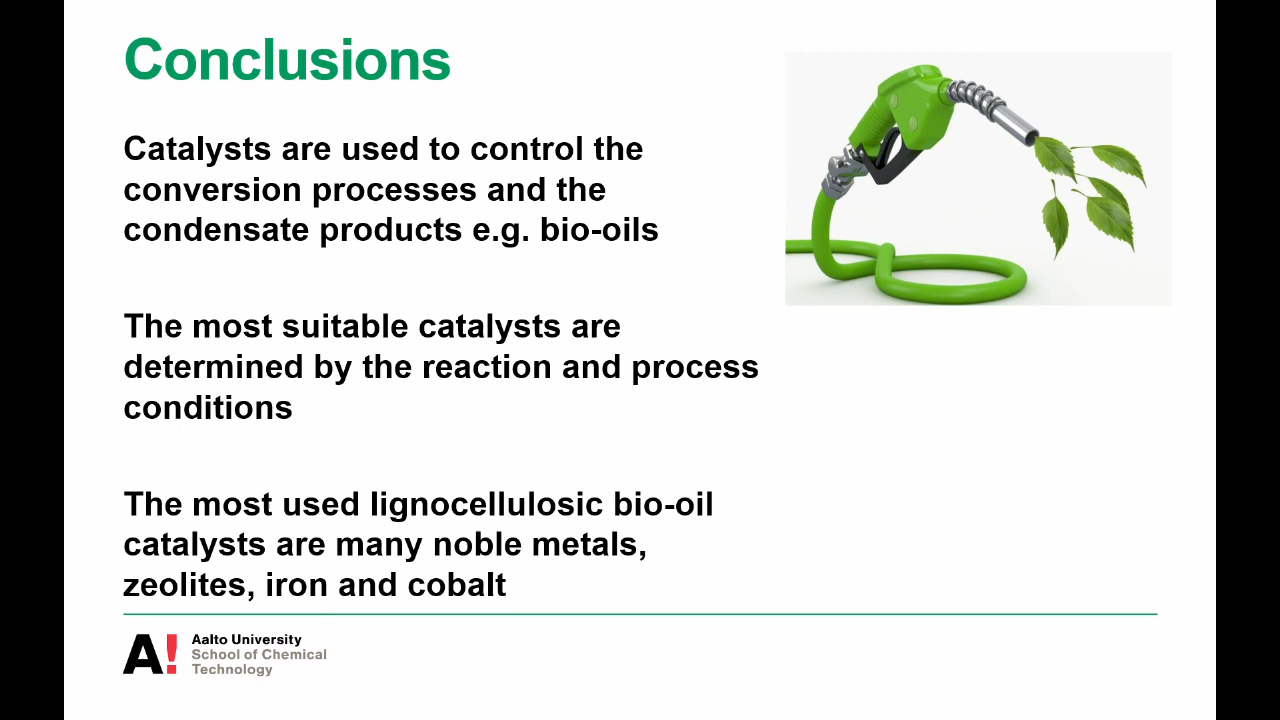 Conclusions
Catalysts are used to control the
conversion processes and the
condensate products e.g. bio-oils
The most suitable catalysts are
determined by the reaction and process
conditions
The most used lignocellulosic bio-oil
catalysts are many noble metals,
zeolites, iron and cobalt
A!
Aalto University
School of Chemical
Technology